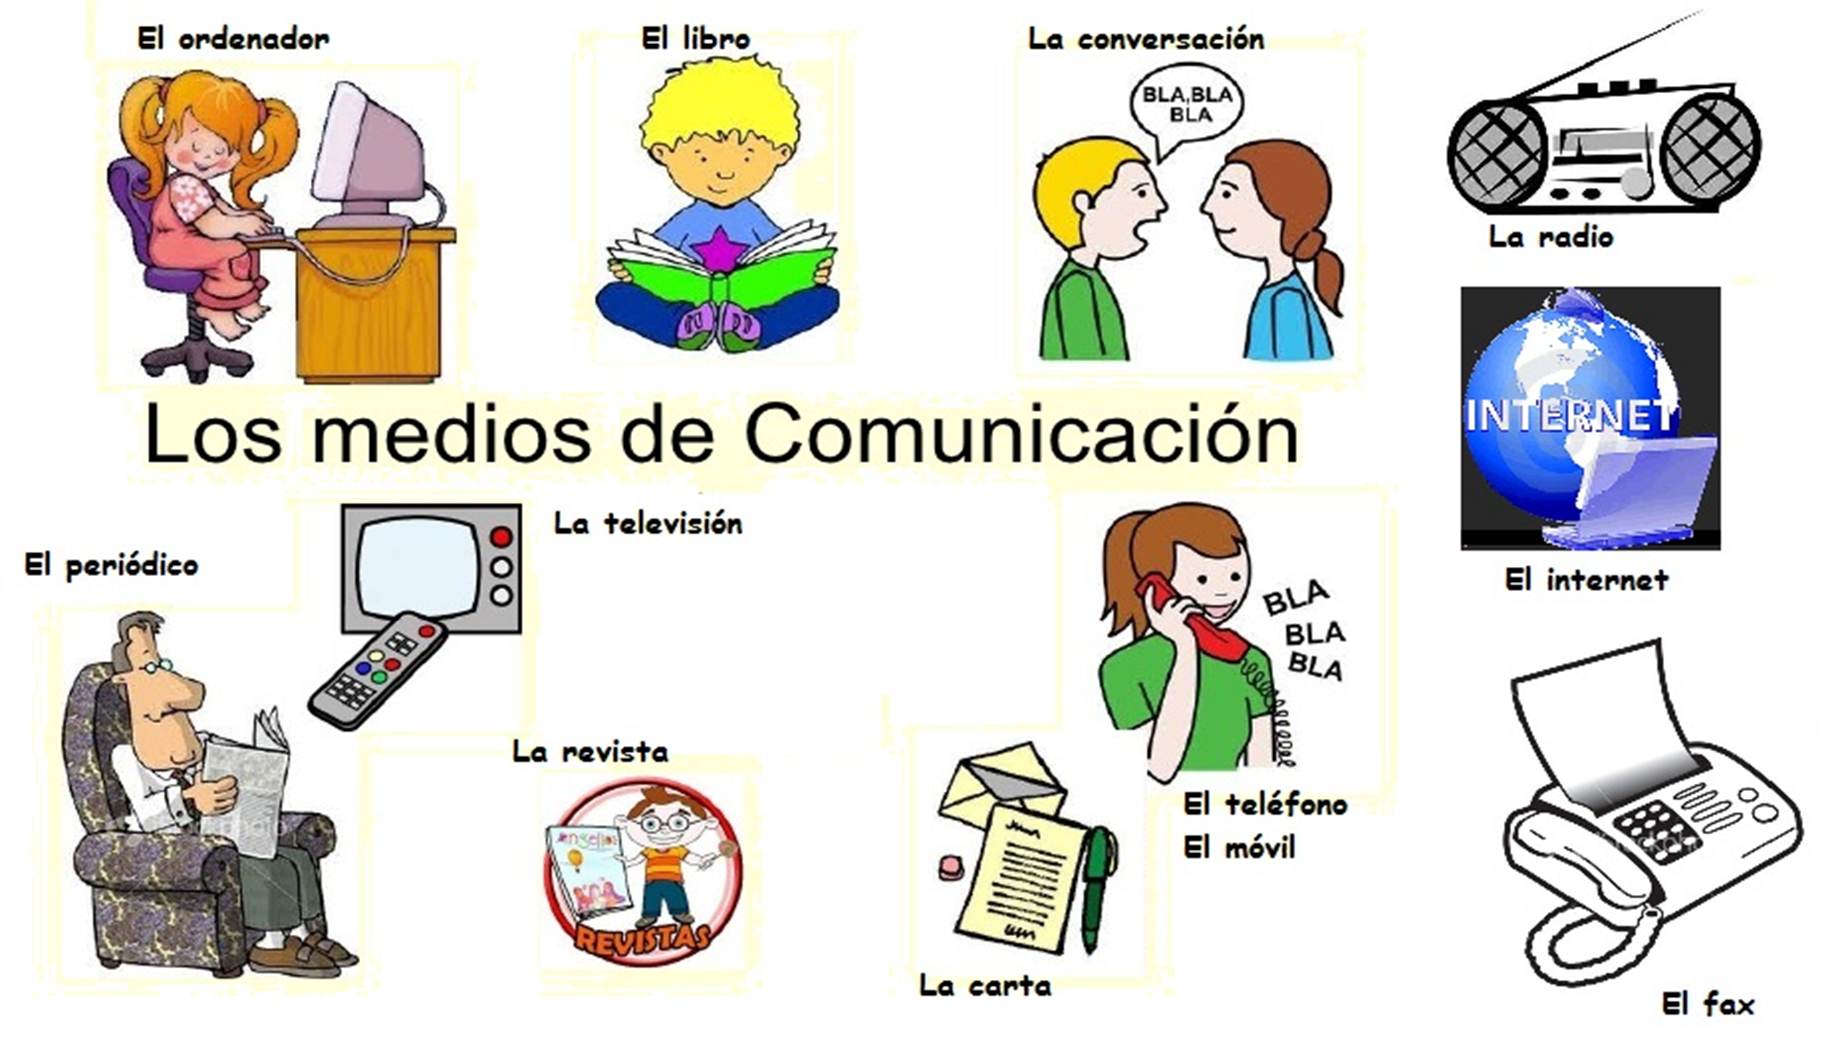 El ordenador
El libro
La conversación
BLA,BLA
BLA
La radio
INTERNET
El internet
Los medios de Comunicación
La televisión
El periódico
BLA
BLA
BLA
La revista
REVISTAS
El teléfono
El móvil
La carta
El fax